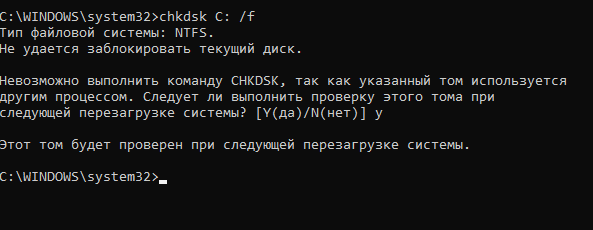 C:\WINDOWS\system32>chkdsk C: /f
Тип файловой системы: NTFS.
Не удается заблокировать текущий диск.
Невозможно выполнить команду CHKDSK, так как указанный том используется
другим процессом. Следует ли выполнить проверку этого тома при
следующей перезагрузке системы? [Y(да)/N(нет)] y
Этот том будет проверен при следующей перезагрузке системы.
C:\WINDOWS\system32>